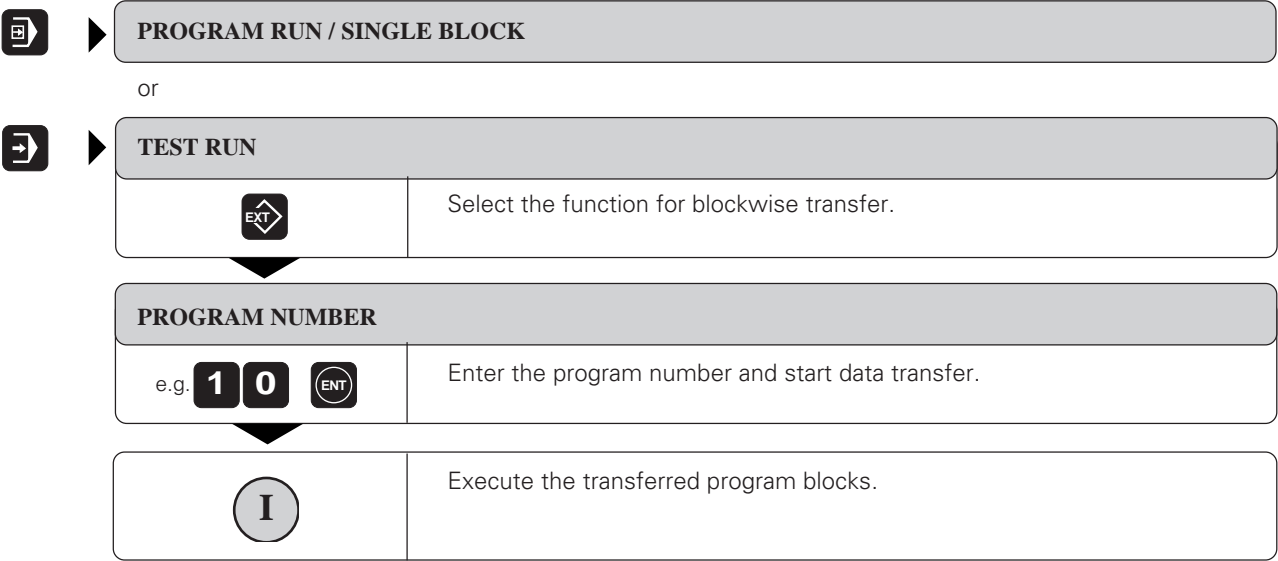 PROGRAM RUN / SINGLE BLOCK
or
TEST RUN
EXT
Select the function for blockwise transfer.
PROGRAM NUMBER
e.g. 1 0 ENT
Enter the program number and start data transfer.
I
Execute the transferred program blocks.